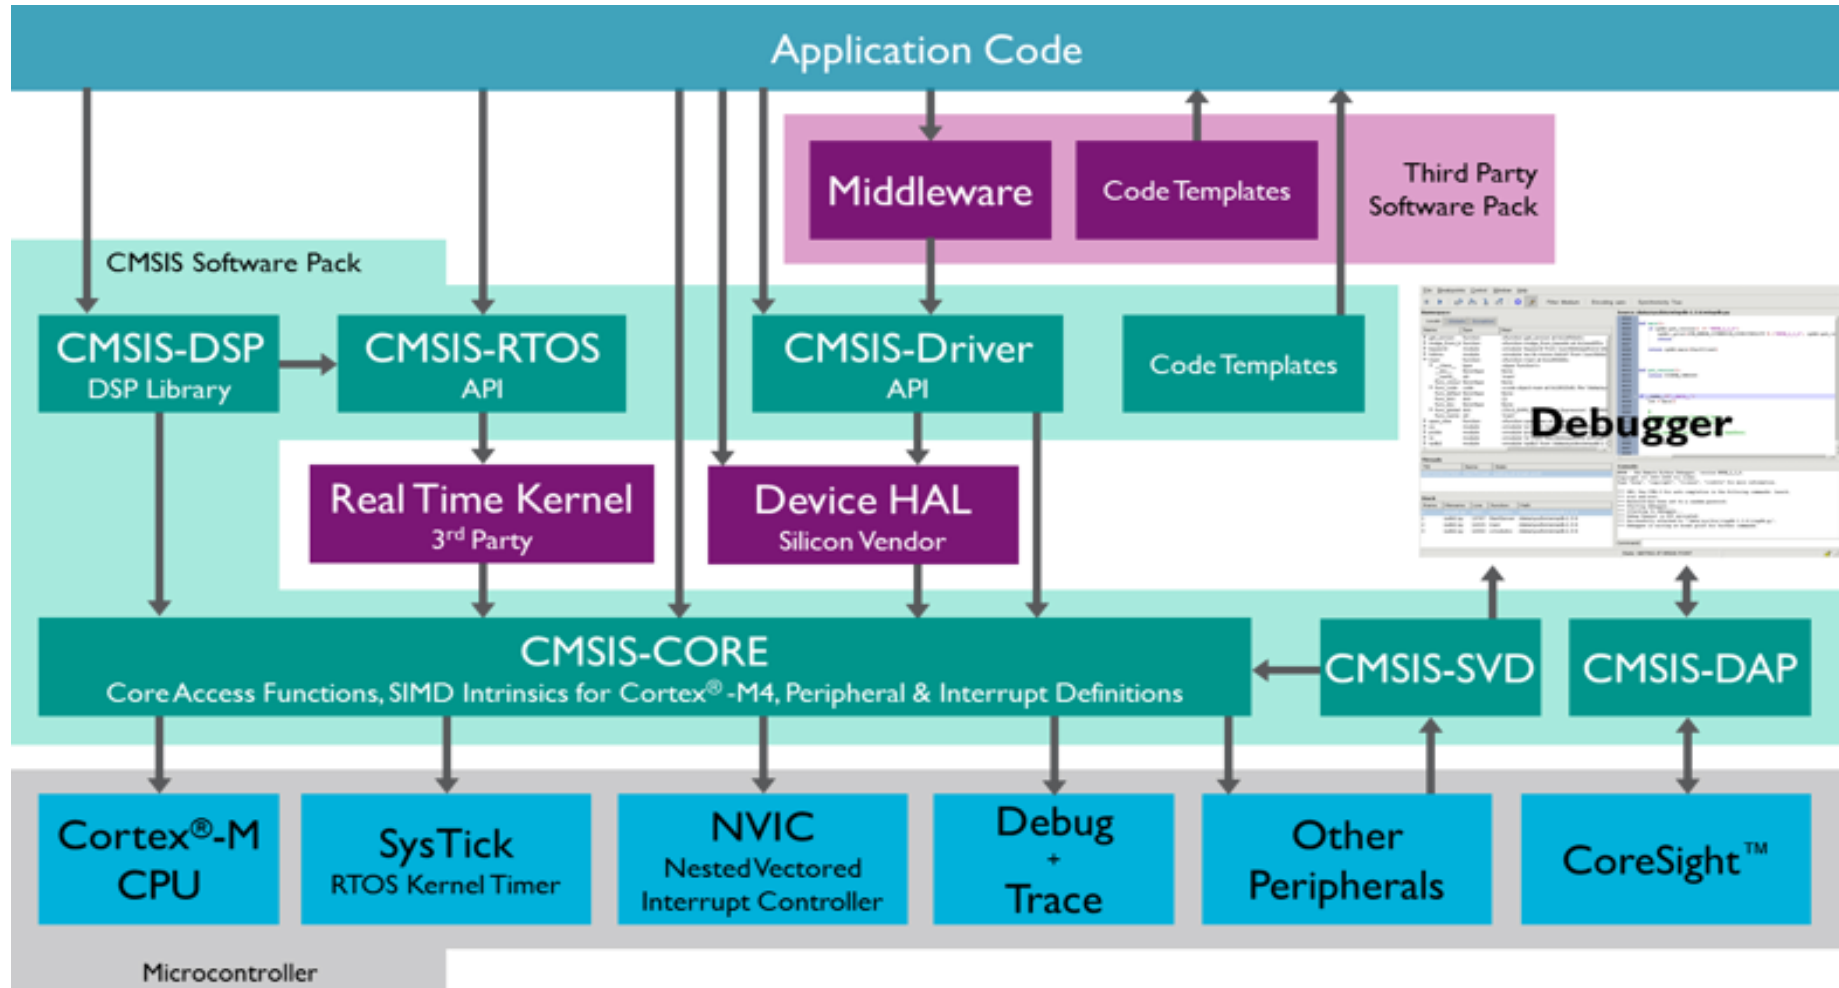 Application Code
Middleware
Code Templates
Third Party
Software Pack
CMSIS Software Pack
CMSIS-DSP
DSP Library
CMSIS-RTOS
API
CMSIS-Driver
API
Code Templates
Debugger
Real Time Kernel
3rd Party
Device HAL
Silicon Vendor
CMSIS-CORE
Core Access Functions, SIMD Intrinsics for Cortex®-M4, Peripheral & Interrupt Definitions
CMSIS-SVD
CMSIS-DAP
Cortex®-M
CPU
SysTick
RTOS Kernel Timer
NVIC
Nested Vectored
Interrupt Controller
Debug
+
Trace
Other
Peripherals
CoreSight™
Microcontroller